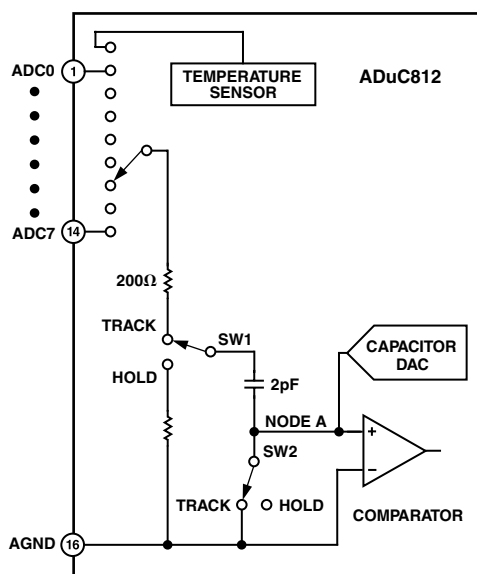 ADuC812
TEMPERATURE
SENSOR
ADC0
1
ADC7
14
200Ω
TRACK
SW1
HOLD
2pF
CAPACITOR
DAC
NODE A
+
−
SW2
TRACK
HOLD
COMPARATOR
AGND
16